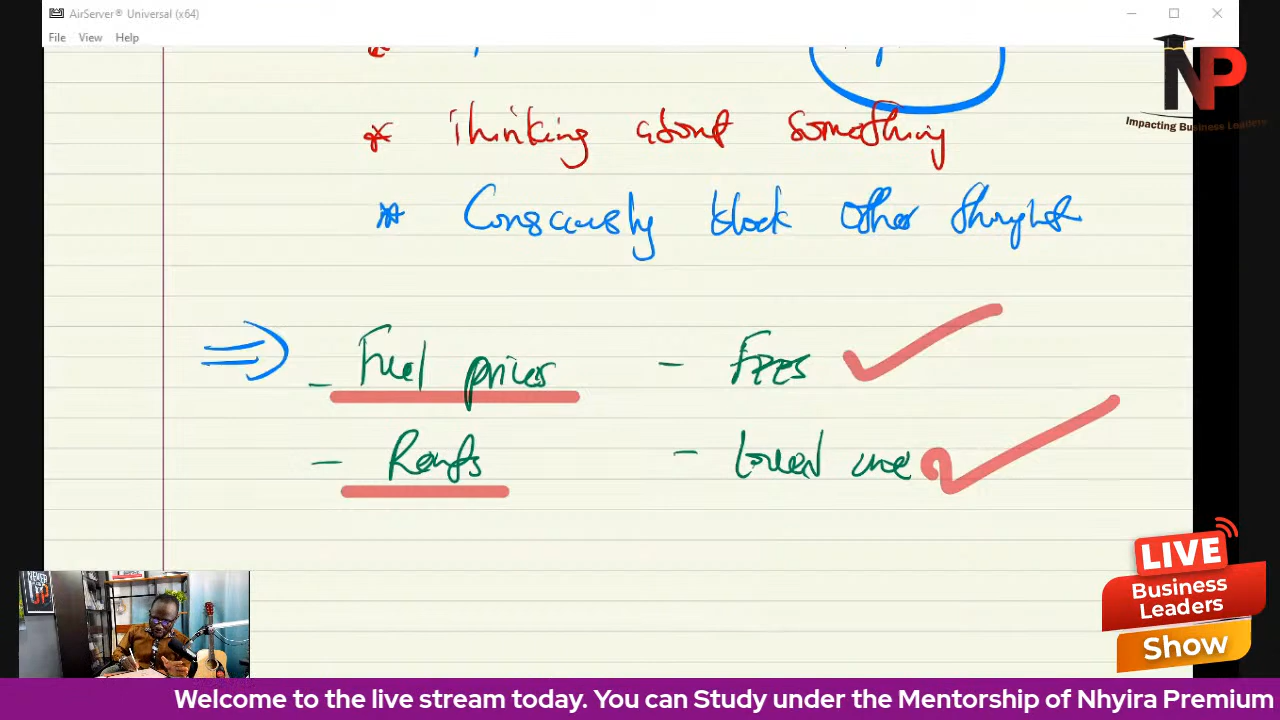 AirServer® Universal (x64)
File View Help
NP
Impacting Business Leaders
* Thinking about something
* Consciously block other thoughts
⇒ - Fuel prices - Fees ✓
- Rents - Loved one ✓
LIVE
Business
Leaders
Show
Welcome to the live stream today. You can Study under the Mentorship of Nhyira Premium